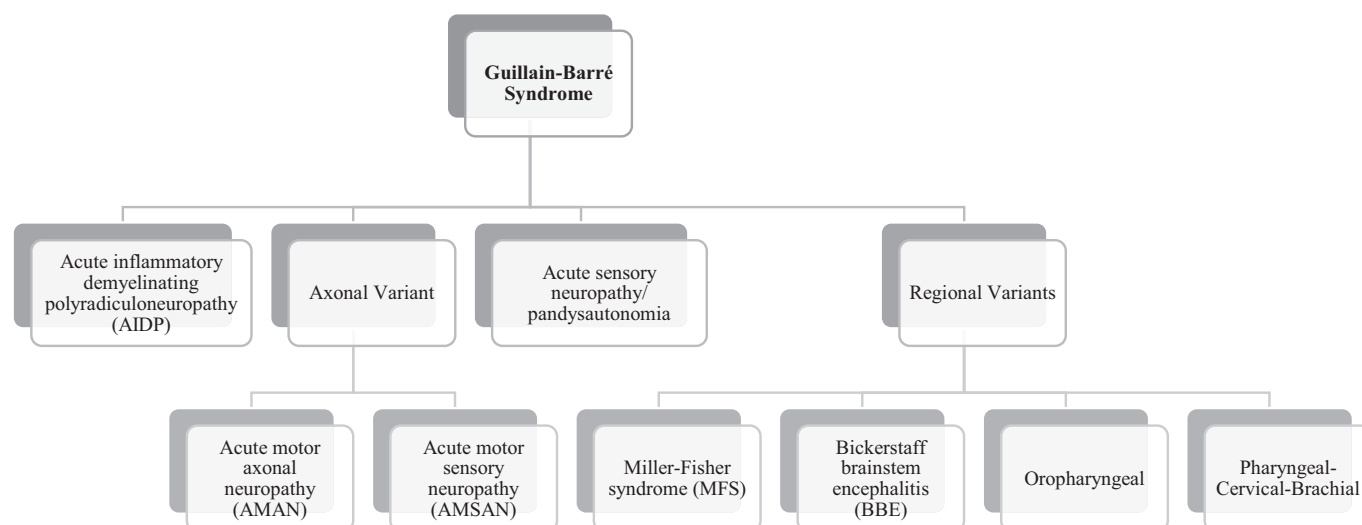 Guillain-Barré
Syndrome
Acute inflammatory
demyelinating
polyradiculoneuropathy
(AIDP)
Axonal Variant
Acute sensory
neuropathy/
pandysautonomia
Regional Variants
Acute motor
axonal
neuropathy
(AMAN)
Acute motor
sensory
neuropathy
(AMSAN)
Miller-Fisher
syndrome (MFS)
Bickerstaff
brainstem
encephalitis
(BBE)
Oropharyngeal
Pharyngeal-
Cervical-Brachial